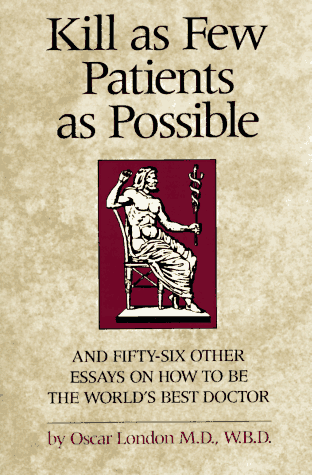 Kill as Few
Patients
as Possible
AND FIFTY-SIX OTHER
ESSAYS ON HOW TO BE
THE WORLD'S BEST DOCTOR
by Oscar London M.D., W.B.D.